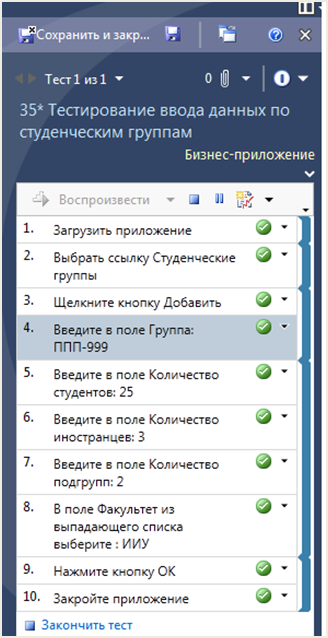 Сохранить и закр...
Тест 1 из 1
0
35* Тестирование ввода данных по
студенческим группам
Бизнес-приложение
Воспроизвести
1. Загрузить приложение
2. Выбрать ссылку Студенческие
группы
3. Щелкните кнопку Добавить
4. Введите в поле Группа:
ППП-999
5. Введите в поле Количество
студентов: 25
6. Введите в поле Количество
иностранцев: 3
7. Введите в поле Количество
подгрупп: 2
8. В поле Факультет из
выпадающего списка
выберите : ИИУ
9. Нажмите кнопку ОК
10. Закройте приложение
Закончить тест